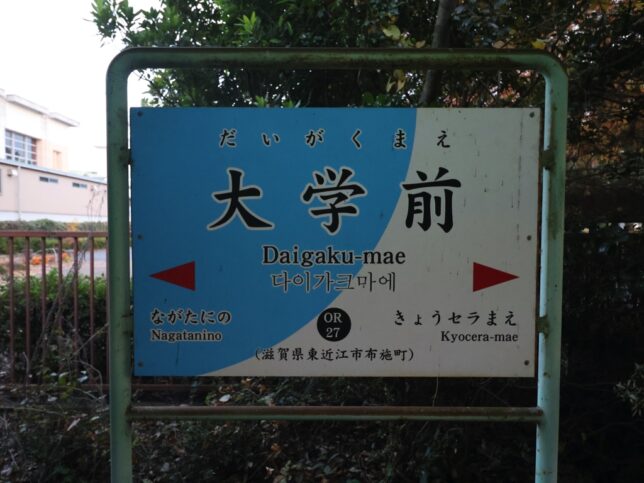 だいがくまえ
大学前
Daigaku-mae
다이가크마에
ながたにの
Nagatanino
OR
27
きょうセラまえ
Kyocera-mae
(滋賀県東近江市布施町)